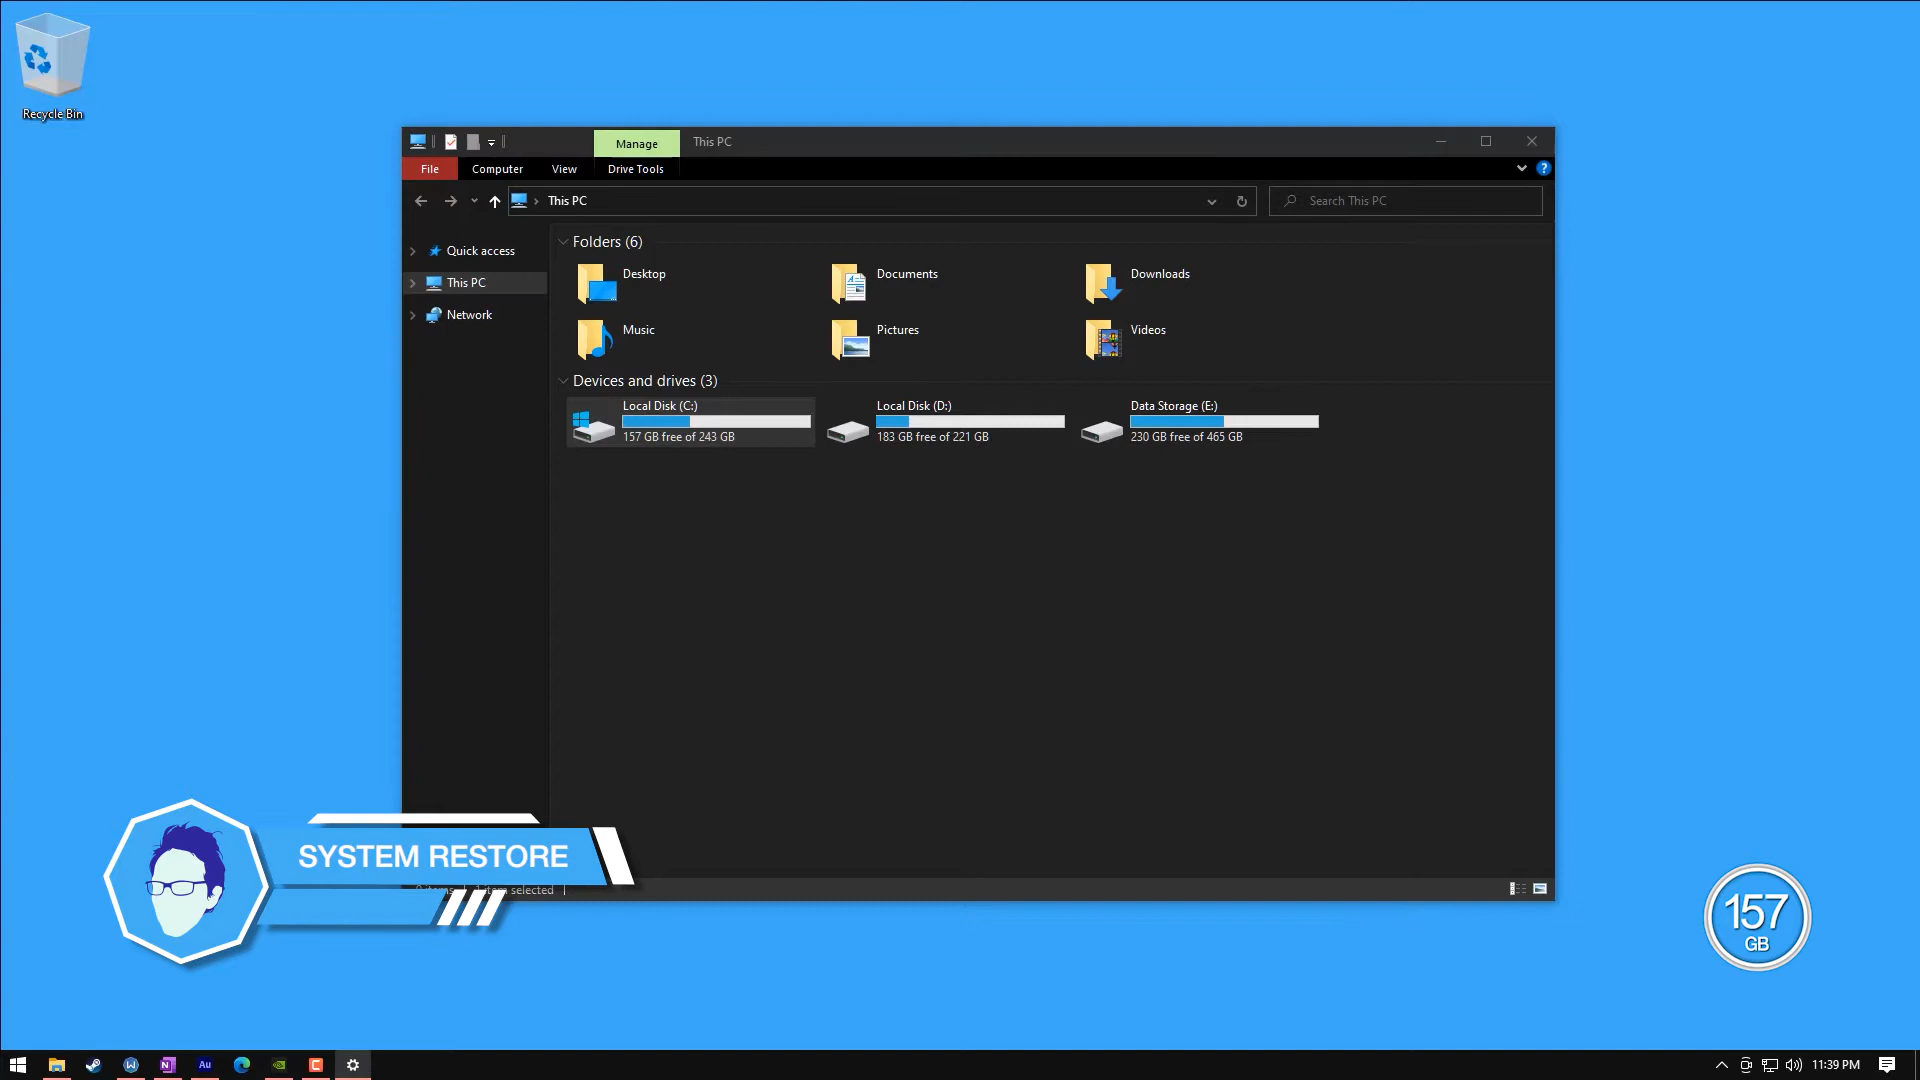 Recycle Bin
Manage
This PC
File
Computer
View
Drive Tools
This PC
Search This PC
Quick access
This PC
Network
Folders (6)
Desktop
Documents
Downloads
Music
Pictures
Videos
Devices and drives (3)
Local Disk (C:)
157 GB free of 243 GB
Local Disk (D:)
183 GB free of 221 GB
Data Storage (E:)
230 GB free of 465 GB
SYSTEM RESTORE
9 items
1 item selected
157
GB
W
N
Au
C
11:39 PM